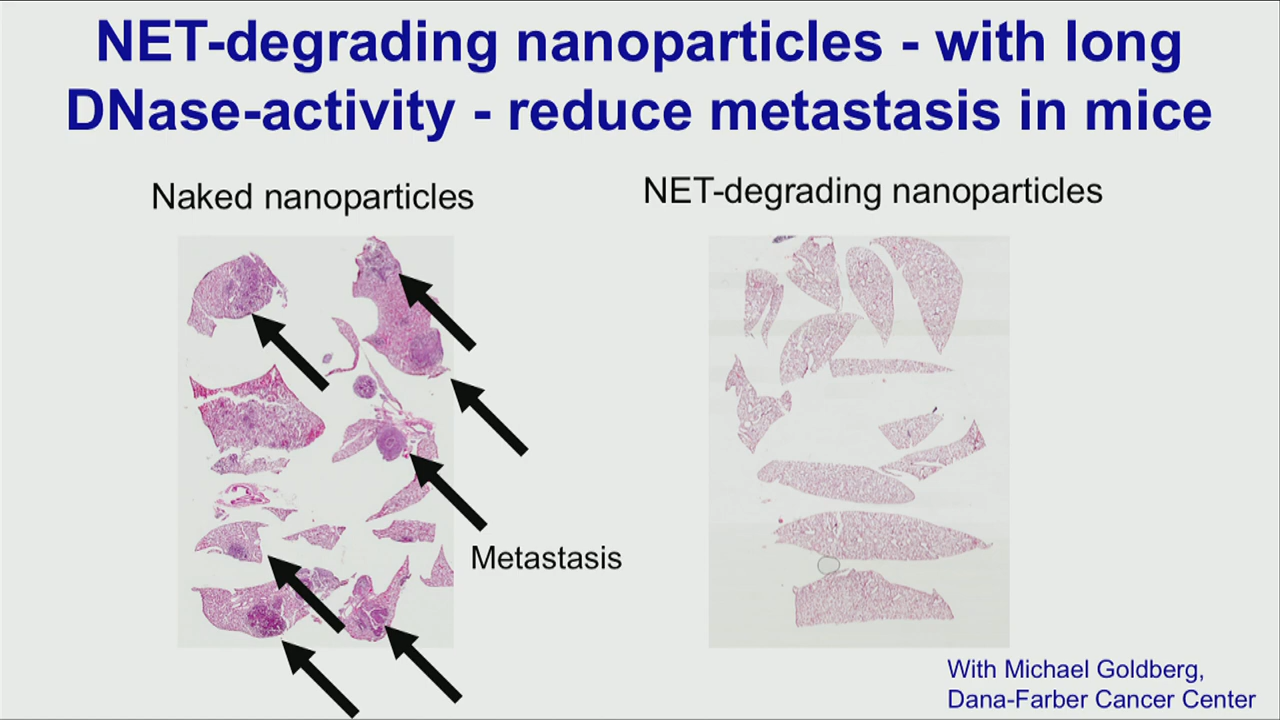 NET-degrading nanoparticles - with long
DNase-activity - reduce metastasis in mice
Naked nanoparticles
NET-degrading nanoparticles
Metastasis
With Michael Goldberg,
Dana-Farber Cancer Center